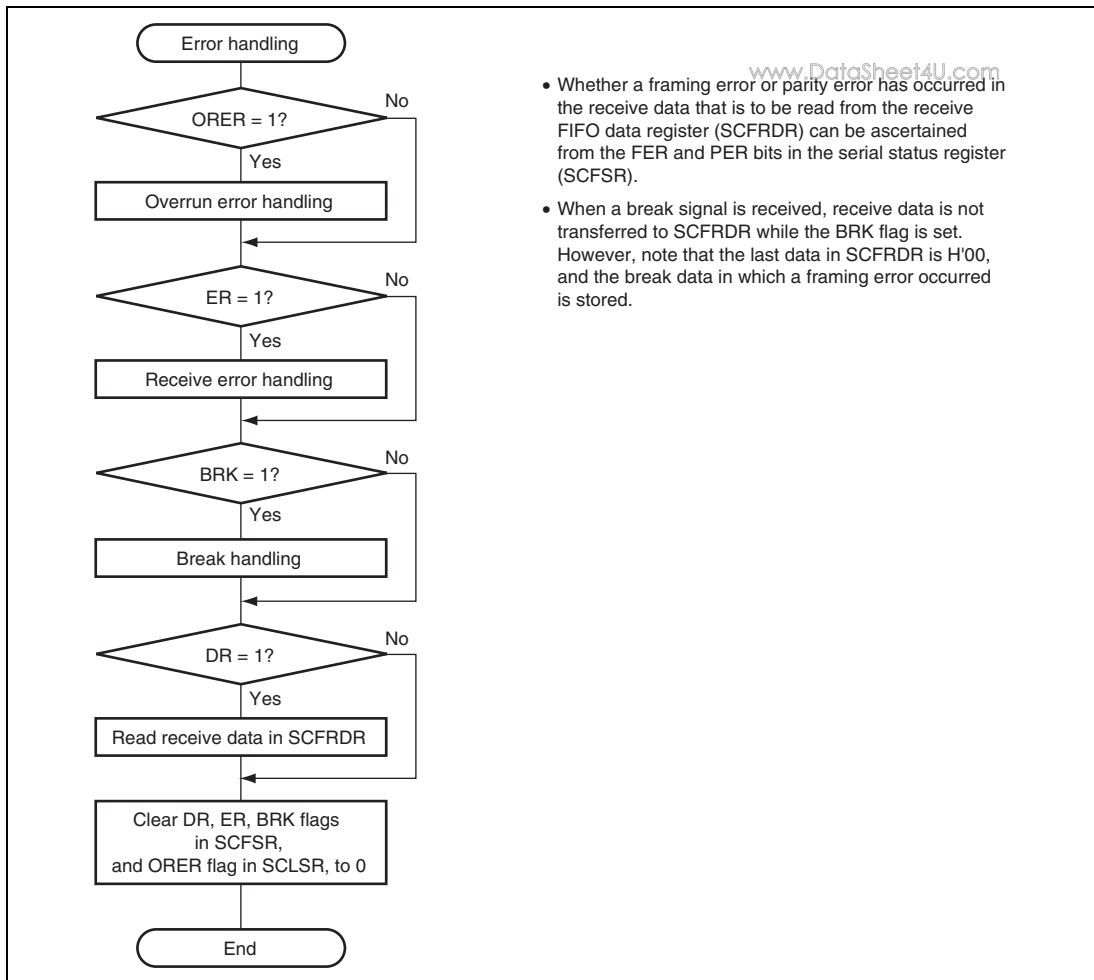 Error handling
No
ORER = 1?
Yes
Overrun error handling
No
ER = 1?
Yes
Receive error handling
No
BRK = 1?
Yes
Break handling
No
DR = 1?
Yes
Read receive data in SCFRDR
Clear DR, ER, BRK flags
in SCFSR,
and ORER flag in SCLSR, to 0
End
www.DataSheet4U.com
• Whether a framing error or parity error has occurred in
the receive data that is to be read from the receive
FIFO data register (SCFRDR) can be ascertained
from the FER and PER bits in the serial status register
(SCFSR).
• When a break signal is received, receive data is not
transferred to SCFRDR while the BRK flag is set.
However, note that the last data in SCFRDR is H'00,
and the break data in which a framing error occurred
is stored.